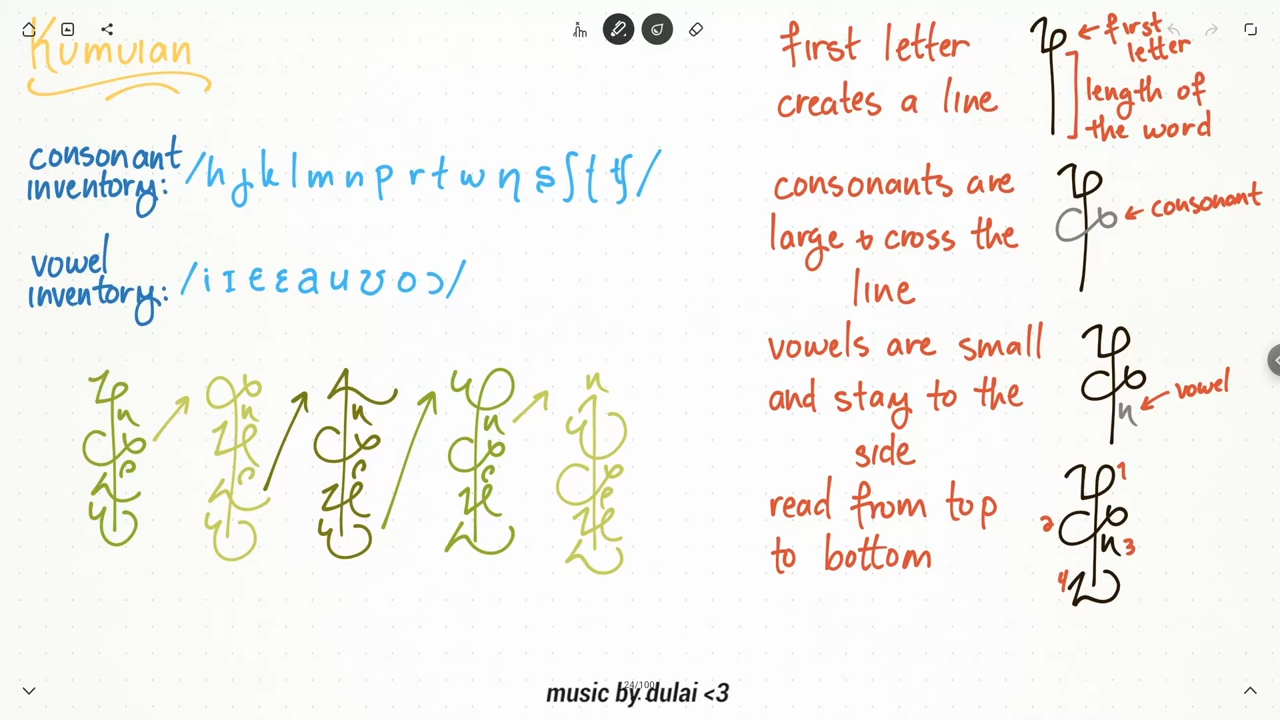 Kumulan
consonant
inventory: /h ɟ k l m n p r t w ŋ s ʃ ʧ/
vowel
inventory: /i ɪ e ɛ a u ʊ o ɔ/
first letter
creates a line
first
letter
length of
the word
consonants are
large & cross the
line
consonant
vowels are small
and stay to the
side
vowel
read from top
to bottom
1
2
3
4
24/100
music by dulai <3